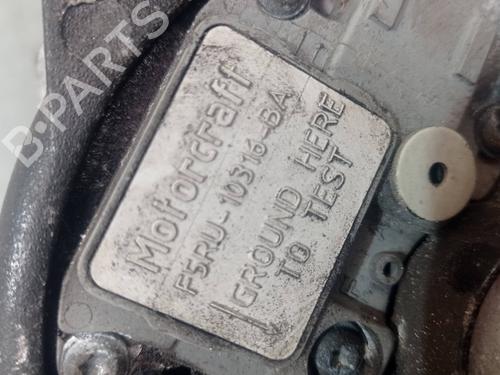 B-PARTS
Motorcraft
F5RU-10316-BA
GROUND HERE
TO TEST
F